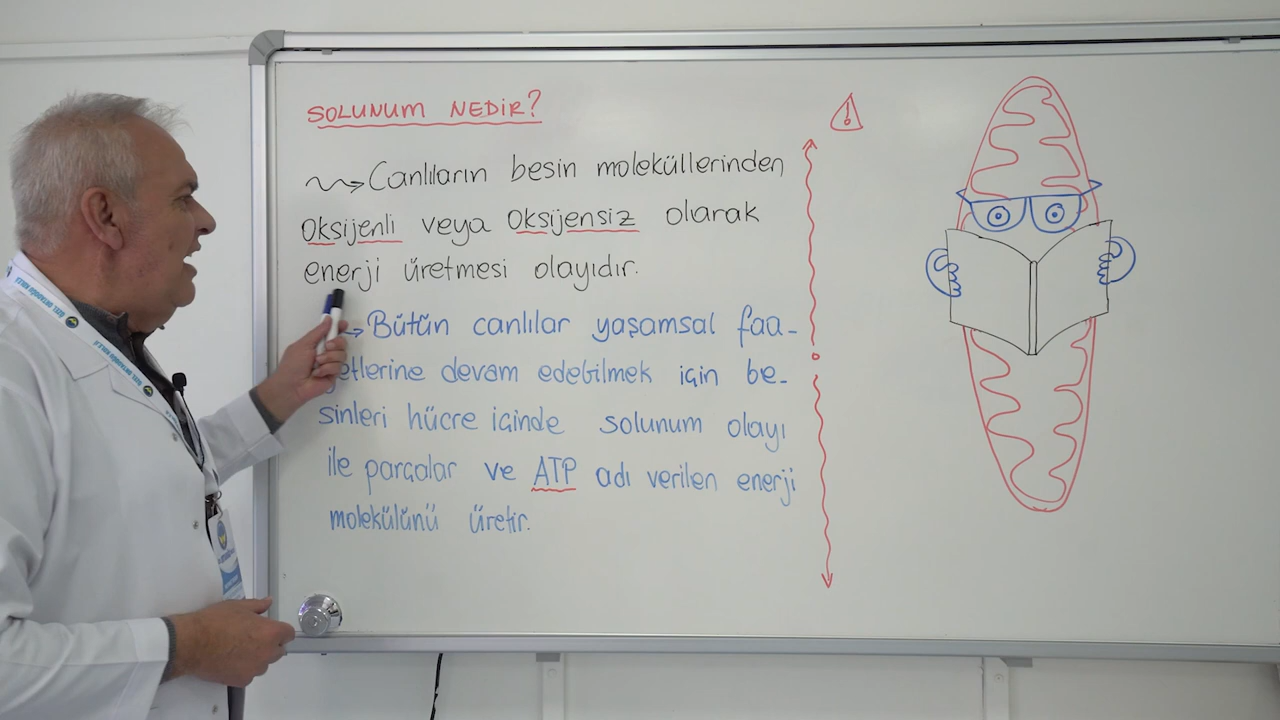 SOLUNUM NEDİR?
Canlıların besin moleküllerinden
Oksijenli veya Oksijensiz olarak
enerji üretmesi olayıdır.
Bütün canlılar yaşamsal faa-
yetlerine devam edebilmek için be-
sinleri hücre içinde solunum olayı
ile parçalar ve ATP adı verilen enerji
molekülünü üretir.